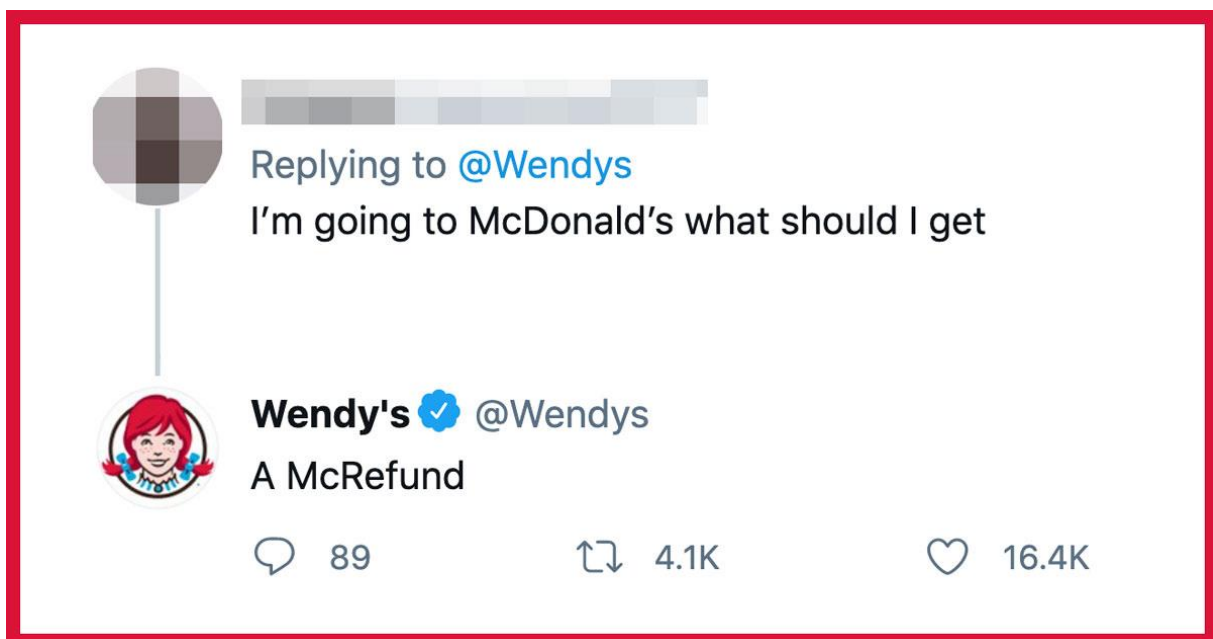 Replying to @Wendys
I’m going to McDonald’s what should I get
Wendy's @Wendys
A McRefund
89 4.1K 16.4K